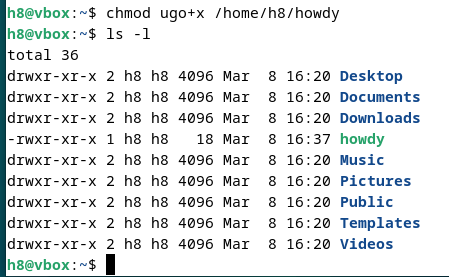 h8@vbox:~$ chmod ugo+x /home/h8/howdy
h8@vbox:~$ ls -l
total 36
drwxr-xr-x 2 h8 h8 4096 Mar  8 16:20 Desktop
drwxr-xr-x 2 h8 h8 4096 Mar  8 16:20 Documents
drwxr-xr-x 2 h8 h8 4096 Mar  8 16:20 Downloads
-rwxr-xr-x 1 h8 h8   18 Mar  8 16:37 howdy
drwxr-xr-x 2 h8 h8 4096 Mar  8 16:20 Music
drwxr-xr-x 2 h8 h8 4096 Mar  8 16:20 Pictures
drwxr-xr-x 2 h8 h8 4096 Mar  8 16:20 Public
drwxr-xr-x 2 h8 h8 4096 Mar  8 16:20 Templates
drwxr-xr-x 2 h8 h8 4096 Mar  8 16:20 Videos
h8@vbox:~$